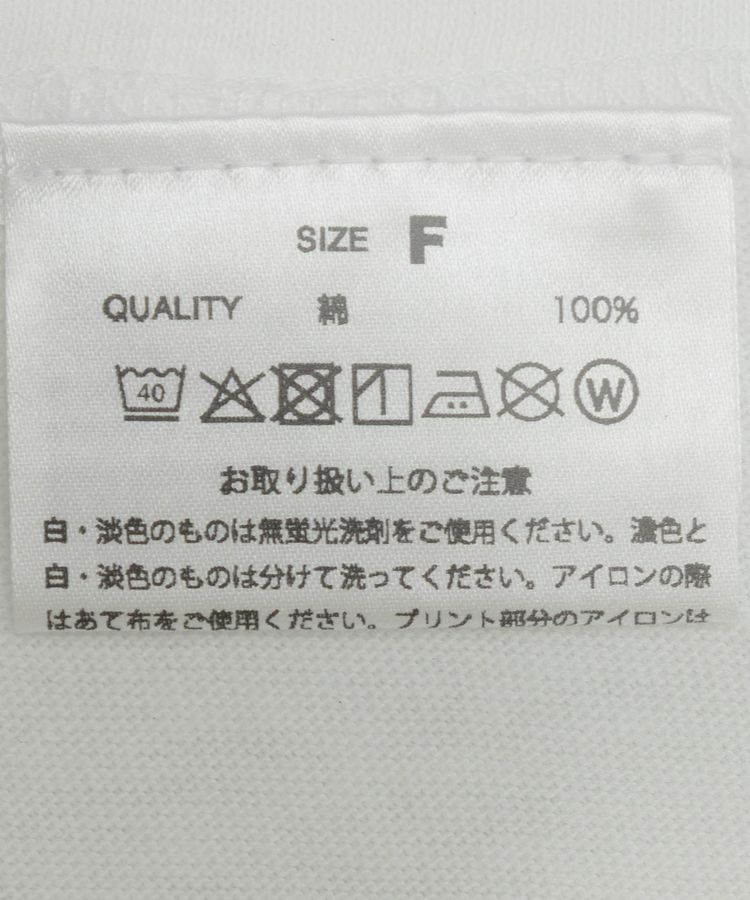 SIZE F
QUALITY 綿 100%
40 W
お取り扱い上のご注意
白・淡色のものは無蛍光洗剤をご使用ください。濃色と
白・淡色のものは分けて洗ってください。アイロンの際
はあて布をご使用ください。プリント部分のアイロンは